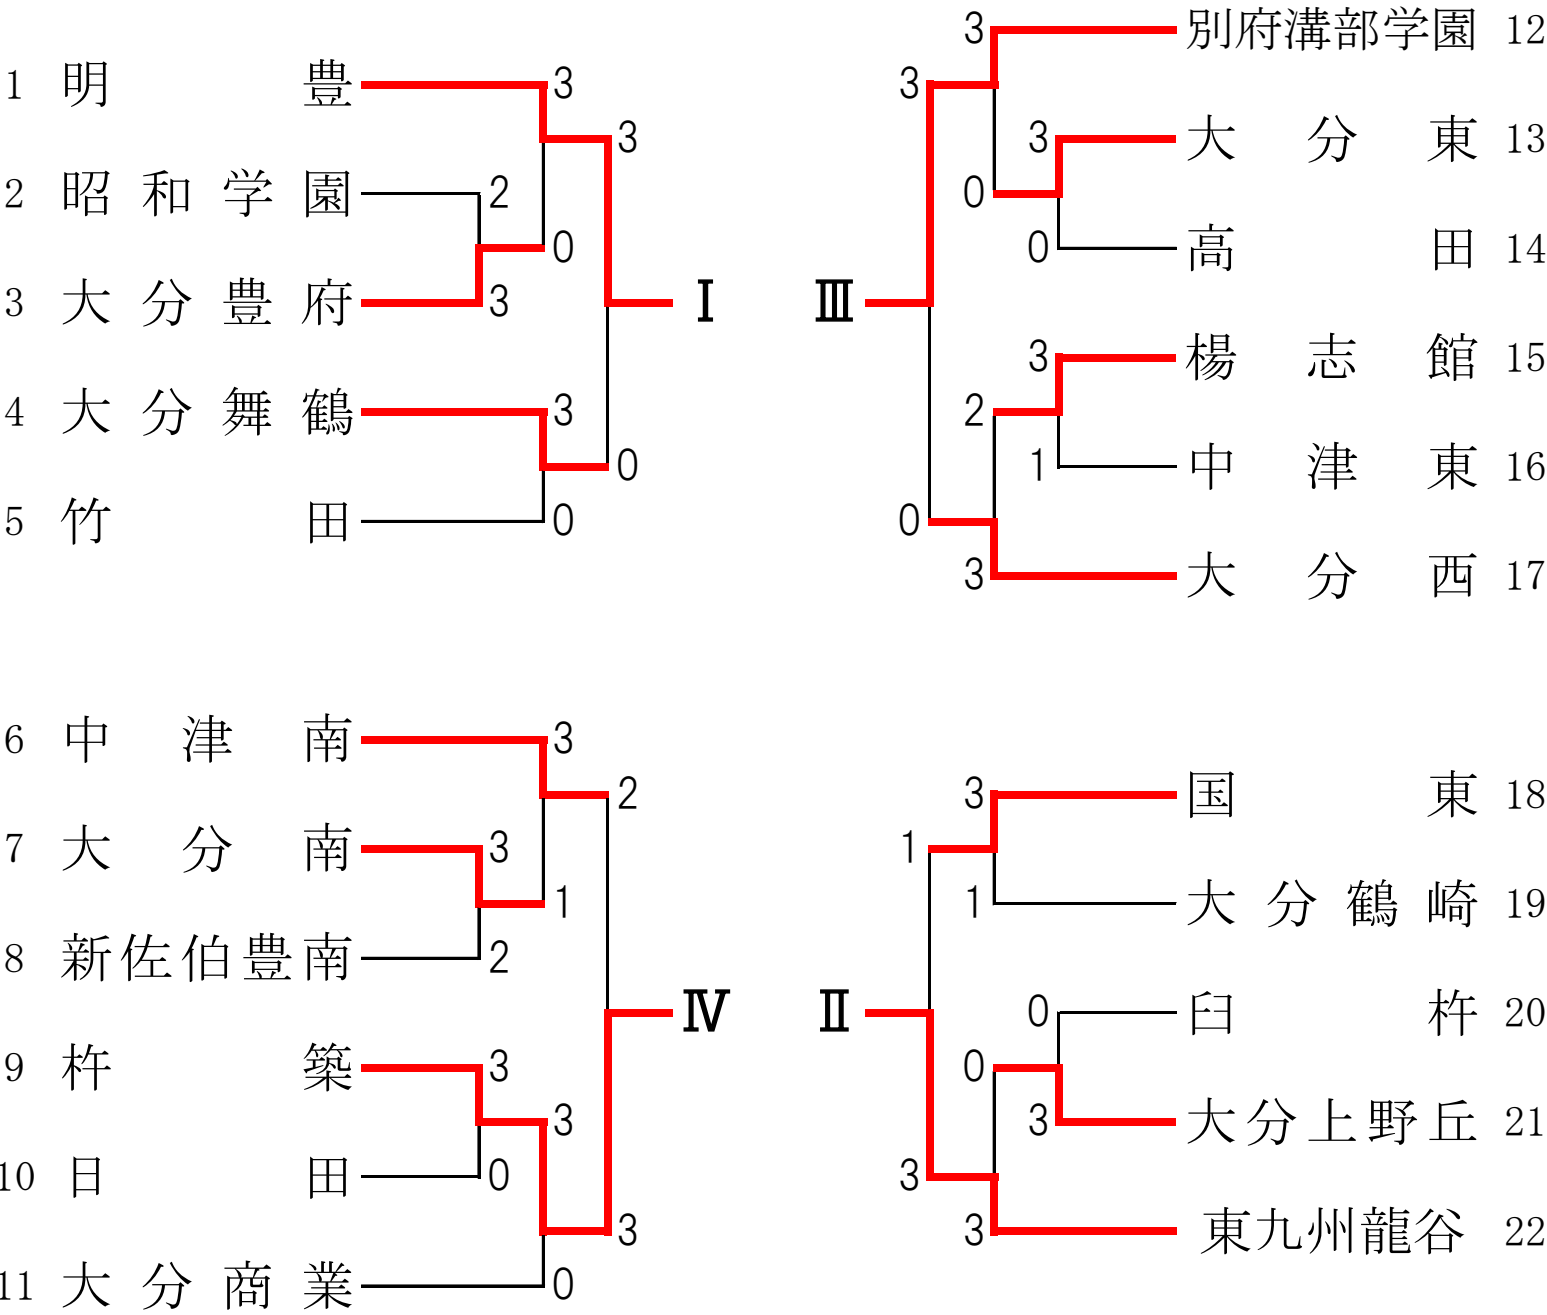 1 明豊 3
3
2 昭和学園 2
0
3 大分豊府 3
Ⅰ
4 大分舞鶴 3
0
5 竹田 0
6 中津南 3
2
7 大分南 3
1
8 新佐伯豊南 2
Ⅳ
9 杵築 3
3
10 日田 0
3
11 大分商業 0
3 別府溝部学園 12
3
3 大分東 13
0
0 高田 14
Ⅲ
3 楊志館 15
2
1 中津東 16
0
3 大分西 17
3 国東 18
1
1 大分鶴崎 19
Ⅱ
0 臼杵 20
0
3 大分上野丘 21
3
3 東九州龍谷 22